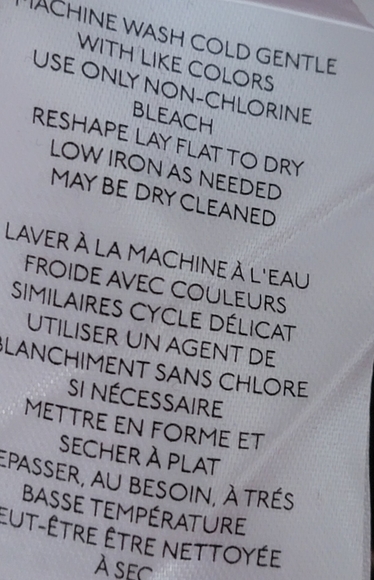 MACHINE WASH COLD GENTLE
WITH LIKE COLORS
USE ONLY NON-CHLORINE
BLEACH
RESHAPE LAY FLAT TO DRY
LOW IRON AS NEEDED
MAY BE DRY CLEANED
LAVER À LA MACHINE À L'EAU
FROIDE AVEC COULEURS
SIMILAIRES CYCLE DÉLICAT
UTILISER UN AGENT DE
BLANCHIMENT SANS CHLORE
SI NÉCESSAIRE
METTRE EN FORME ET
SECHER À PLAT
EPASSER, AU BESOIN, À TRÉS
BASSE TEMPÉRATURE
EUT-ÊTRE ÊTRE NETTOYÉE
À SEC